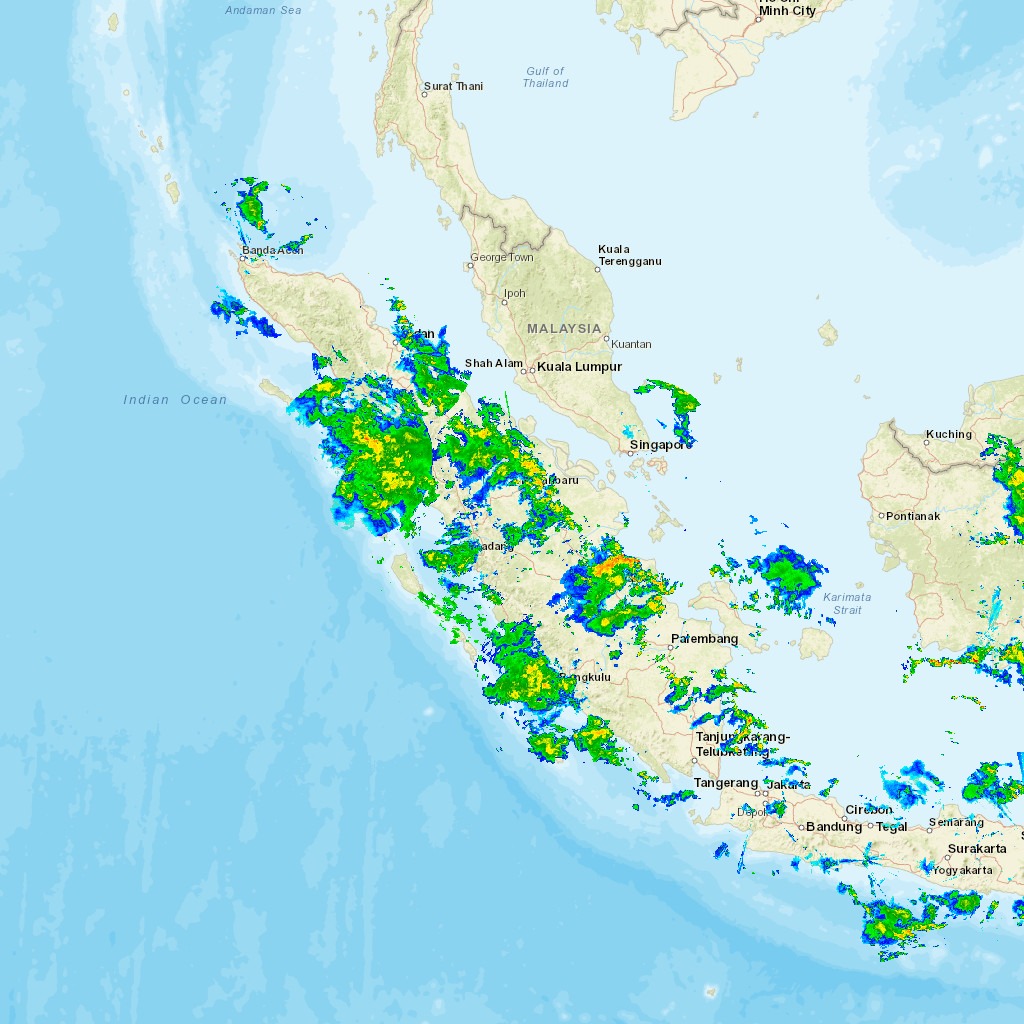 Andaman Sea
Minh City
Gulf of
Thailand
Surat Thani
Banda Aceh
George Town
Kuala
Terengganu
Ipoh
MALAYSIA
Kuantan
Shah Alam
Kuala Lumpur
Indian Ocean
Singapore
Kuching
Pontianak
Karimata
Strait
Palembang
Bengkulu
Tangerang
Jakarta
Depok
Cirebon
Bandung
Tegal
Semarang
Surakarta
Yogyakarta